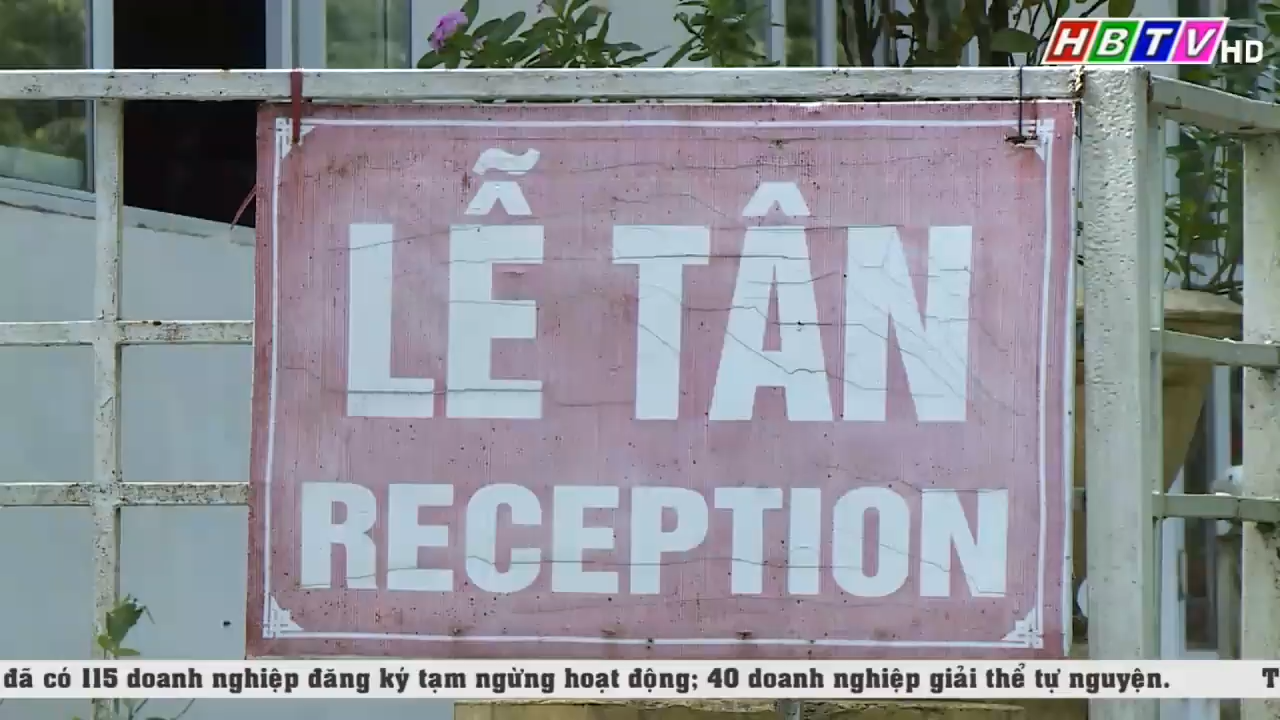 HBTV HD
LỄ TÂN
RECEPTION
đã có 115 doanh nghiệp đăng ký tạm ngừng hoạt động; 40 doanh nghiệp giải thể tự nguyện.